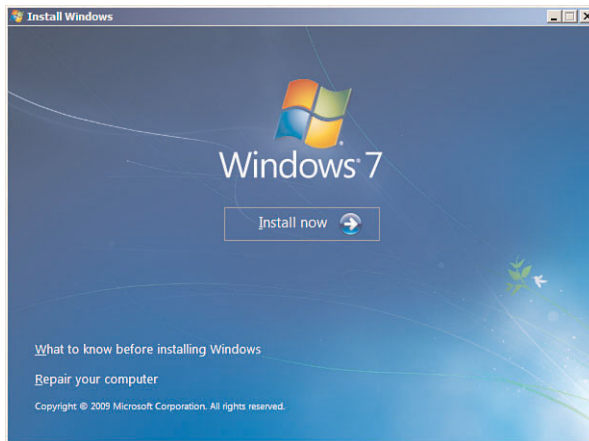 Install Windows
Windows® 7
Install now
What to know before installing Windows
Repair your computer
Copyright © 2009 Microsoft Corporation. All rights reserved.